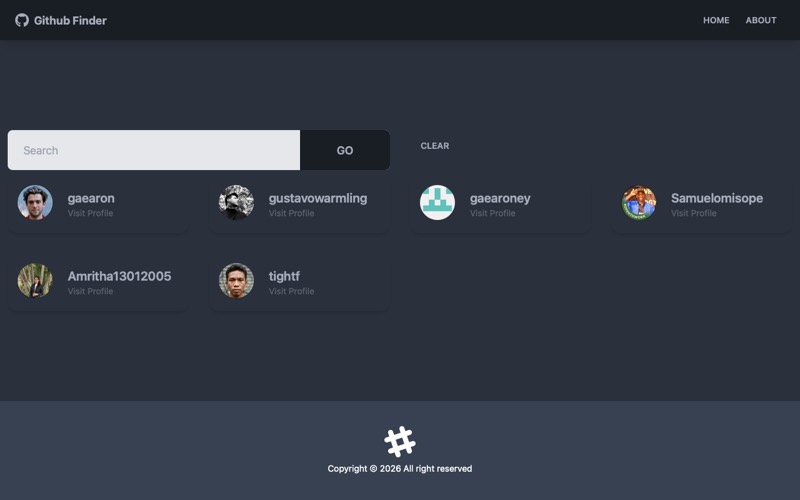 Github Finder
HOME
ABOUT
Search
GO
CLEAR
gaearon
Visit Profile
gustavowarmling
Visit Profile
gaearoney
Visit Profile
Samuelomisope
Visit Profile
Amritha13012005
Visit Profile
tightf
Visit Profile
Copyright © 2026 All right reserved